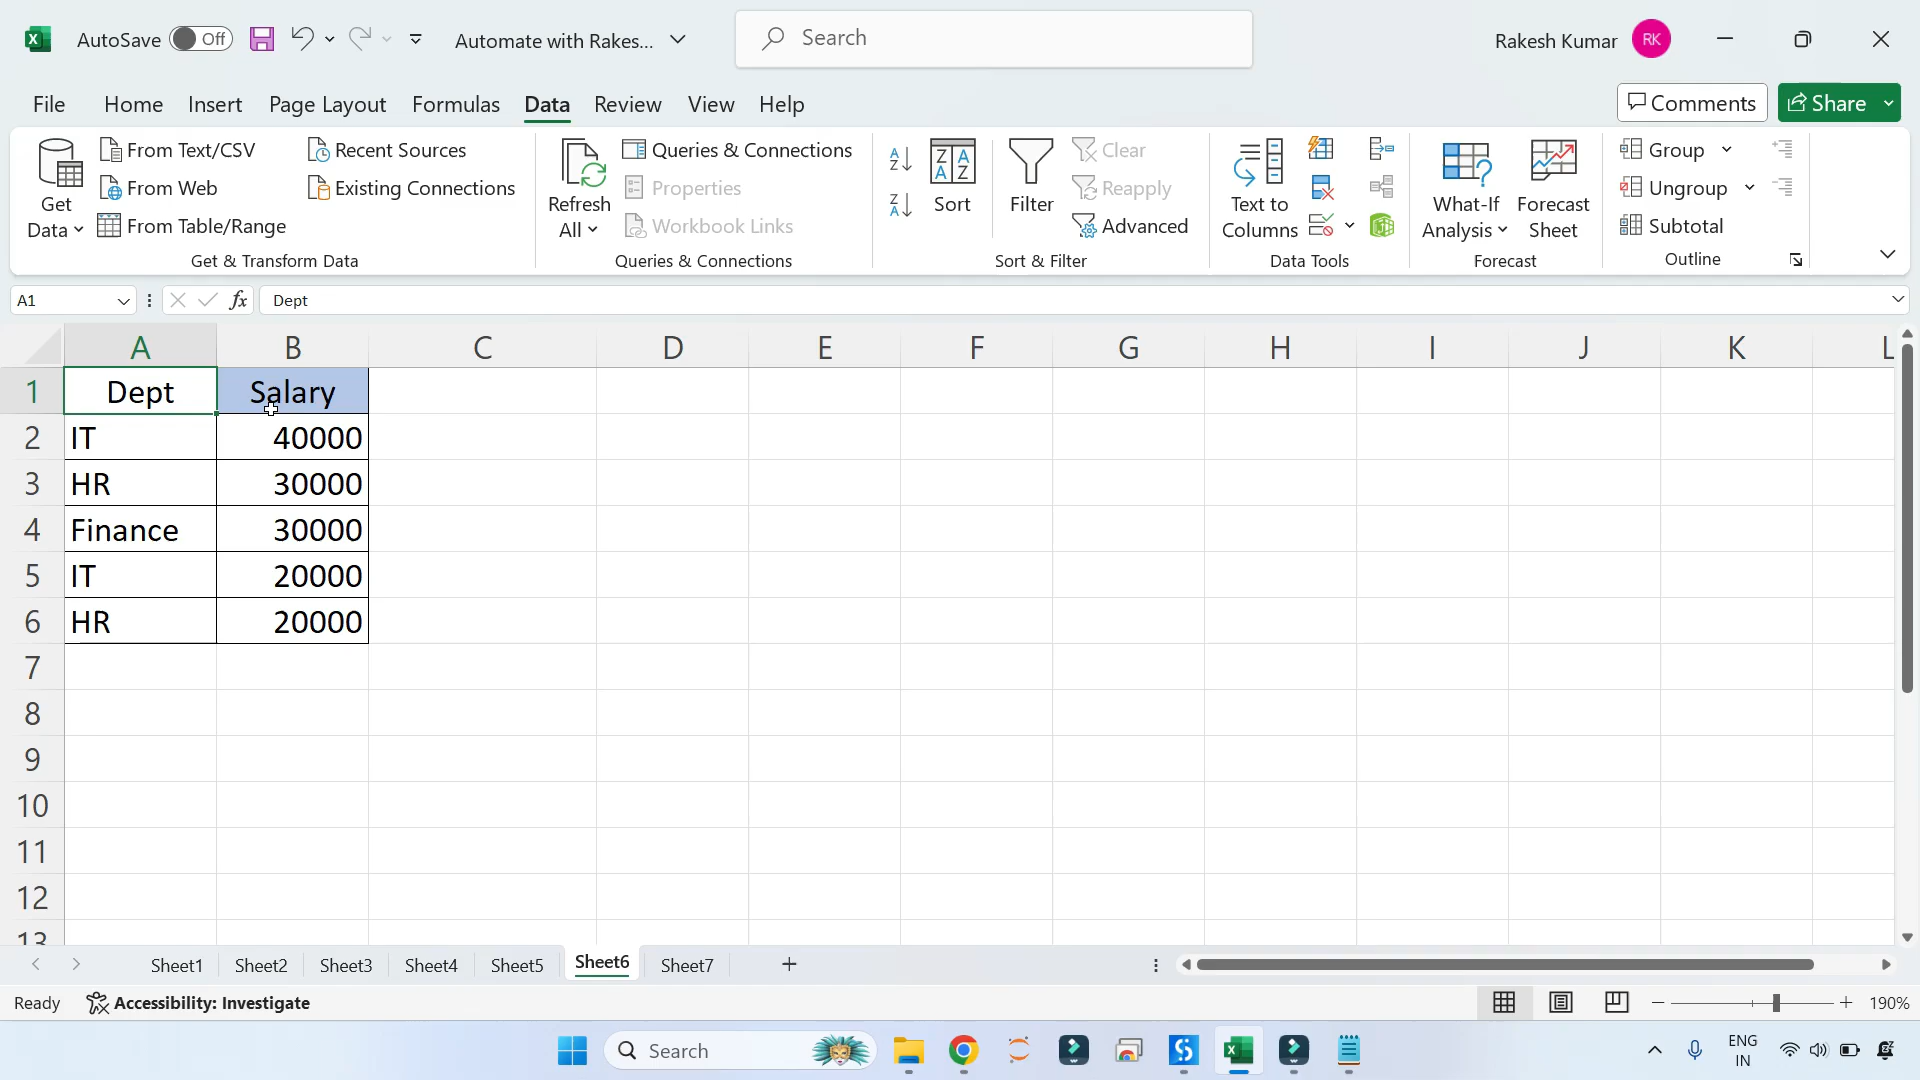 AutoSave Off Automate with Rakes... Search Rakesh Kumar RK
File Home Insert Page Layout Formulas Data Review View Help Comments Share
Get Data
From Text/CSV
From Web
From Table/Range
Recent Sources
Existing Connections
Get & Transform Data
Refresh All
Queries & Connections
Properties
Workbook Links
Queries & Connections
Sort
Filter
Clear
Reapply
Advanced
Sort & Filter
Text to Columns
Data Tools
What-If Analysis
Forecast Sheet
Forecast
Group
Ungroup
Subtotal
Outline
A1 fx Dept
A B C D E F G H I J K L
1 Dept Salary
2 IT 40000
3 HR 30000
4 Finance 30000
5 IT 20000
6 HR 20000
7
8
9
10
11
12
13
Sheet1 Sheet2 Sheet3 Sheet4 Sheet5 Sheet6 Sheet7
Ready Accessibility: Investigate 190%
Search ENG
IN